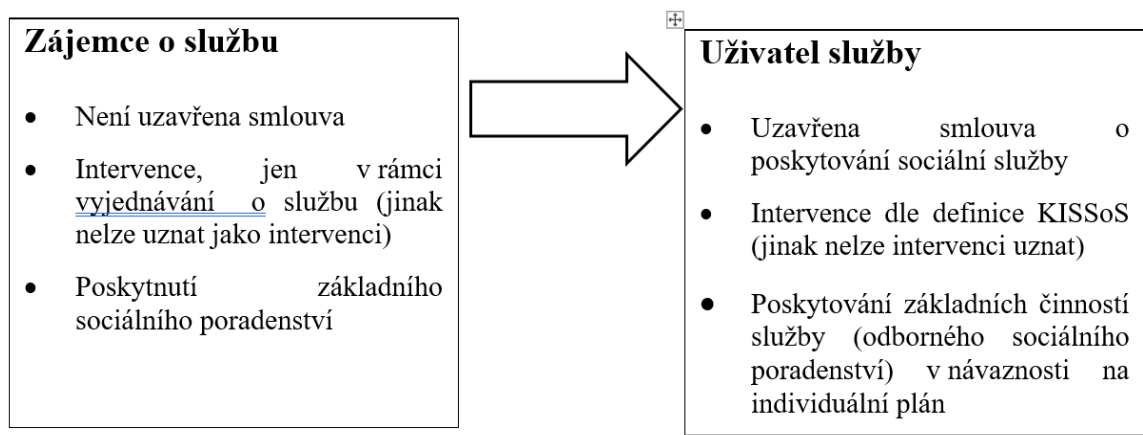 Zájemce o službu
• Není uzavřena smlouva
• Intervence, jen v rámci
vyjednávání o službu (jinak
nelze uznat jako intervenci)
• Poskytnutí základního
sociálního poradenství
Uživatel služby
• Uzavřena smlouva o
poskytování sociální služby
• Intervence dle definice KISSoS
(jinak nelze intervenci uznat)
• Poskytování základních činností
služby (odborného sociálního
poradenství) v návaznosti na
individuální plán